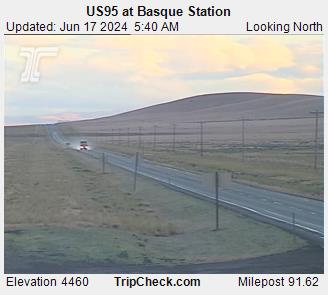 US95 at Basque Station
Updated: Jun 17 2024 5:40 AM Looking North
Elevation 4460 TripCheck.com Milepost 91.62